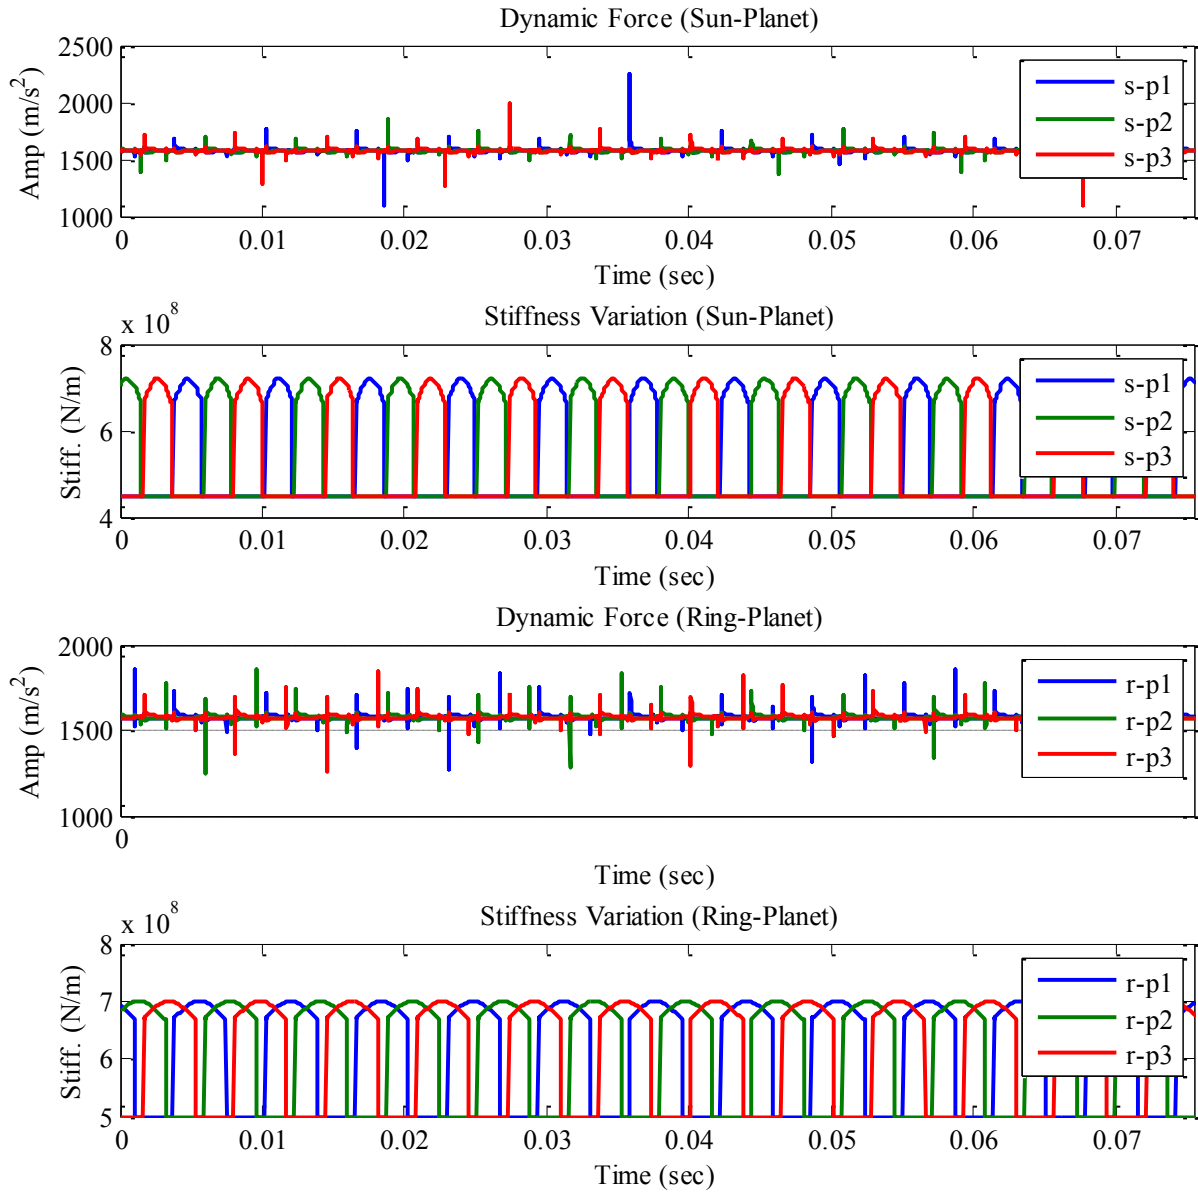 Dynamic Force (Sun-Planet)
Amp (m/s²)
2500
2000
1500
1000
s-p1
s-p2
s-p3
0 0.01 0.02 0.03 0.04 0.05 0.06 0.07
Time (sec)
x 10⁸
Stiffness Variation (Sun-Planet)
Stiff. (N/m)
8
6
4
s-p1
s-p2
s-p3
0 0.01 0.02 0.03 0.04 0.05 0.06 0.07
Time (sec)
Dynamic Force (Ring-Planet)
Amp (m/s²)
2000
1500
1000
r-p1
r-p2
r-p3
0
Time (sec)
x 10⁸
Stiffness Variation (Ring-Planet)
Stiff. (N/m)
8
7
6
5
r-p1
r-p2
r-p3
0 0.01 0.02 0.03 0.04 0.05 0.06 0.07
Time (sec)